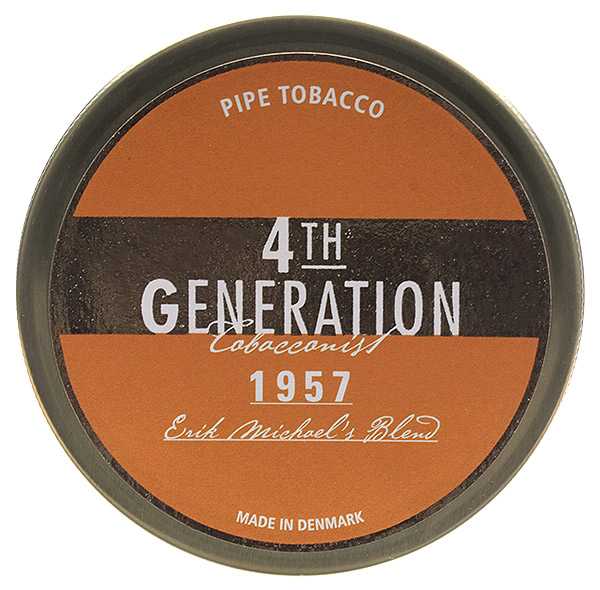 PIPE TOBACCO
4TH
GENERATION
Tobacconist
1957
Erik Michael's Blend
MADE IN DENMARK